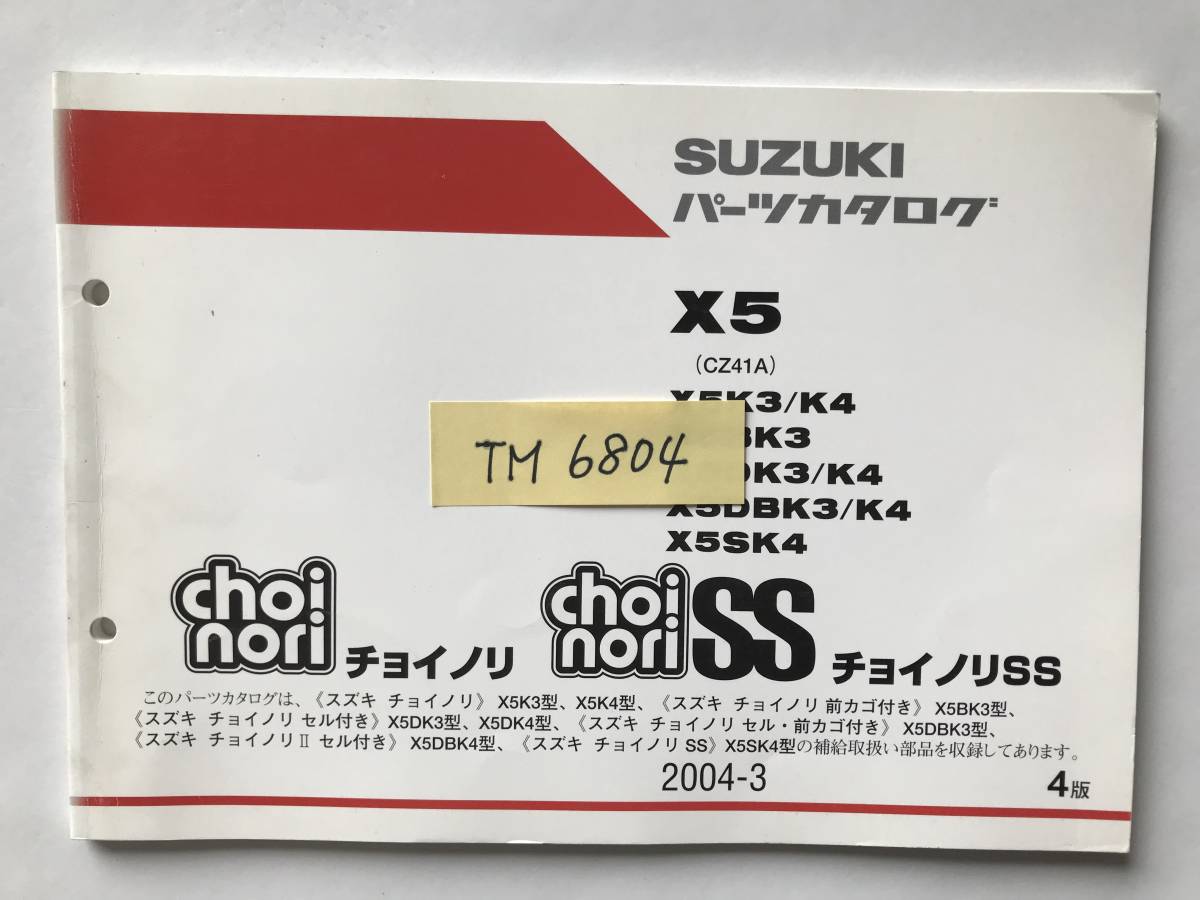 SUZUKI
パーツカタログ
X5
(CZ41A)
X5K3/K4
BK3
DK3/K4
X5DBK3/K4
X5SK4
TM 6804
choi
nori
チョイノリ
choi
nori
SS
チョイノリSS
このパーツカタログは、《スズキ チョイノリ》 X5K3型、X5K4型、《スズキ チョイノリ 前カゴ付き》 X5BK3型、
《スズキ チョイノリ セル付き》 X5DK3型、X5DK4型、《スズキ チョイノリ セル・前カゴ付き》 X5DBK3型、
《スズキ チョイノリⅡ セル付き》 X5DBK4型、《スズキ チョイノリ SS》 X5SK4型の補給取扱い部品を収録してあります。
2004-3
4版